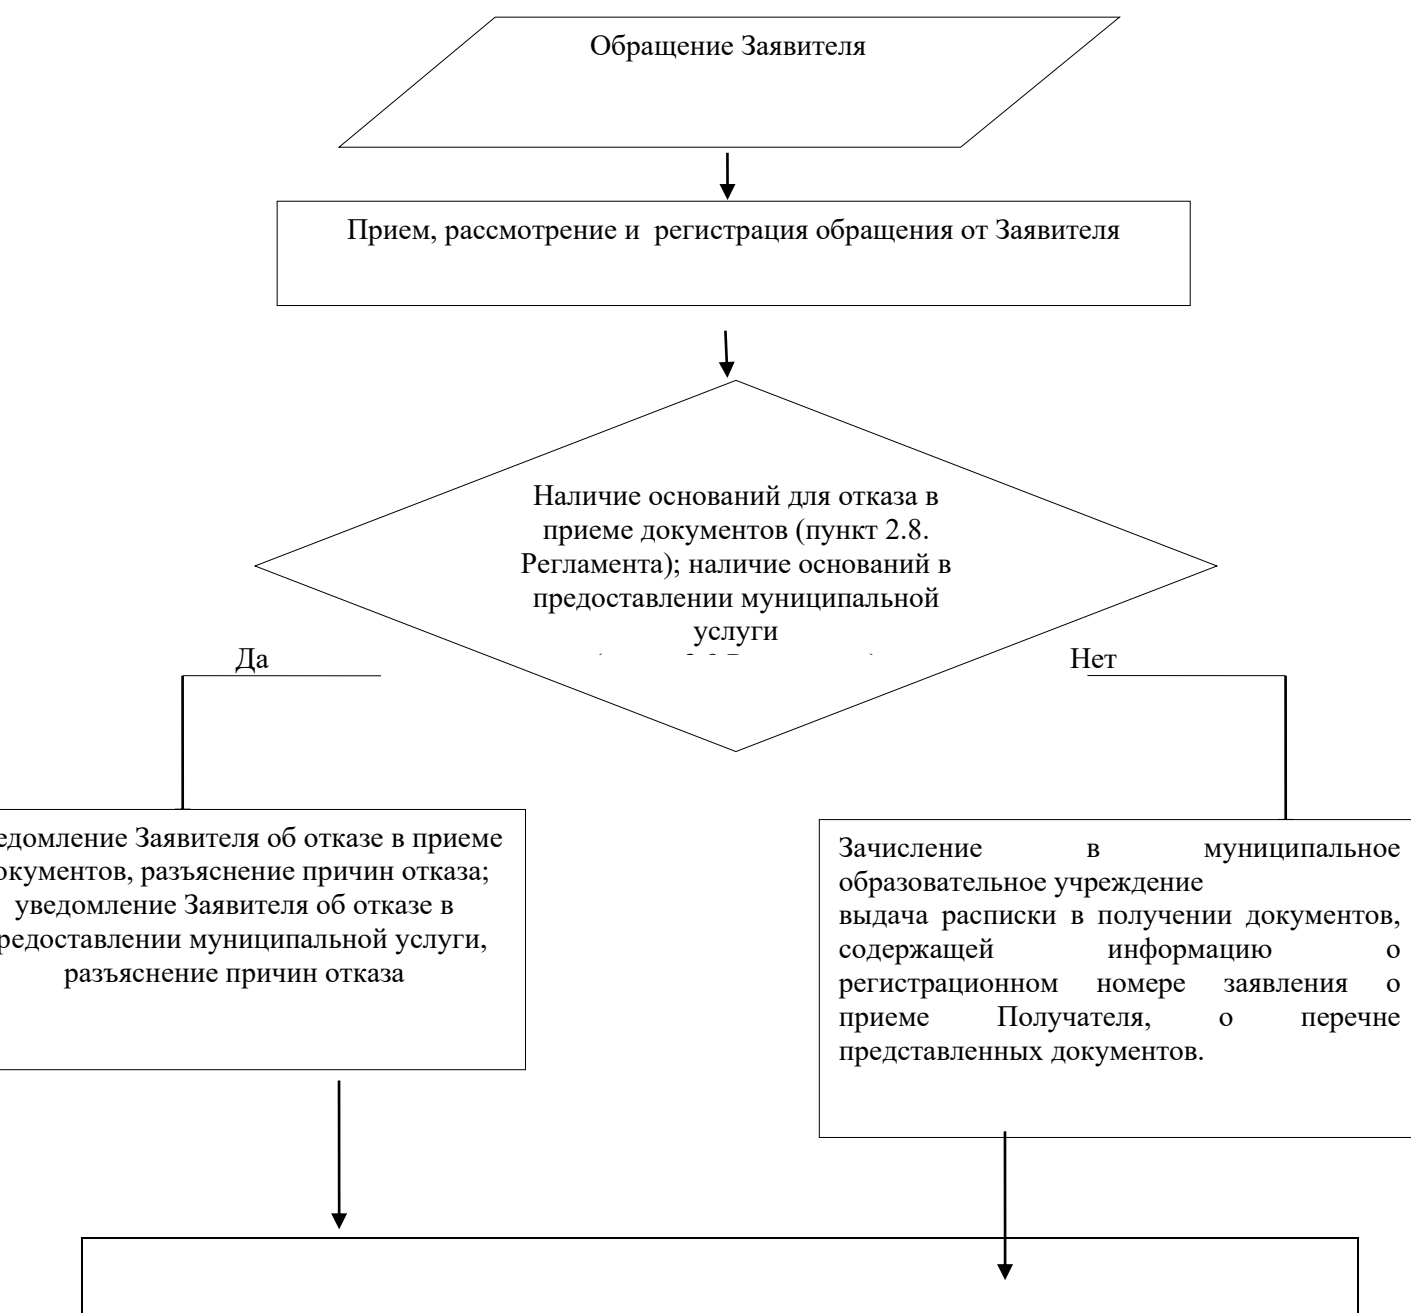 Обращение Заявителя
Прием, рассмотрение и регистрация обращения от Заявителя
Наличие оснований для отказа в
приеме документов (пункт 2.8.
Регламента); наличие оснований в
предоставлении муниципальной
услуги
Да
Нет
едомление Заявителя об отказе в приеме
окументов, разъяснение причин отказа;
уведомление Заявителя об отказе в
редоставлении муниципальной услуги,
разъяснение причин отказа
Зачисление в муниципальное
образовательное учреждение
выдача расписки в получении документов,
содержащей информацию о
регистрационном номере заявления о
приеме Получателя, о перечне
представленных документов.